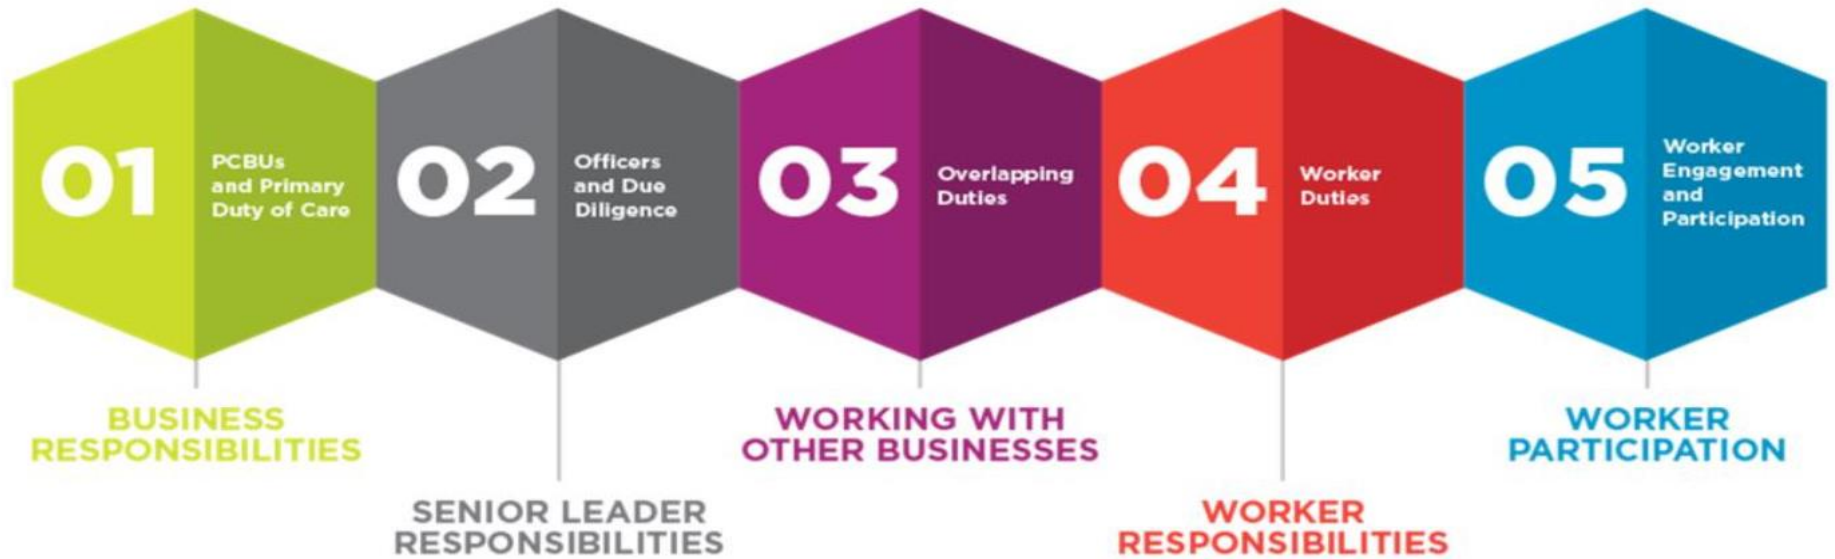 01
PCBUs
and Primary
Duty of Care
02
Officers
and Due
Diligence
03
Overlapping
Duties
04
Worker
Duties
05
Worker
Engagement
and
Participation
BUSINESS
RESPONSIBILITIES
SENIOR LEADER
RESPONSIBILITIES
WORKING WITH
OTHER BUSINESSES
WORKER
RESPONSIBILITIES
WORKER
PARTICIPATION